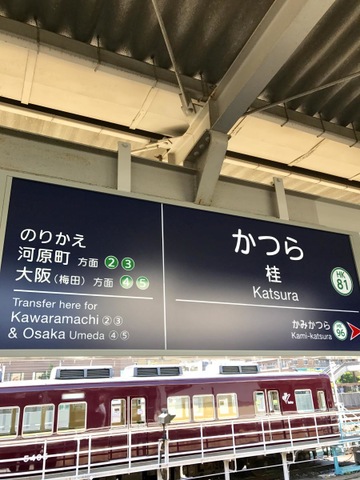 のりかえ
河原町 方面 ② ③
大阪(梅田) 方面 ④ ⑤
Transfer here for
Kawaramachi ② ③
& Osaka Umeda ④ ⑤
かつら
桂
Katsura
HK
81
かみかつら
Kami-katsura
HK
96